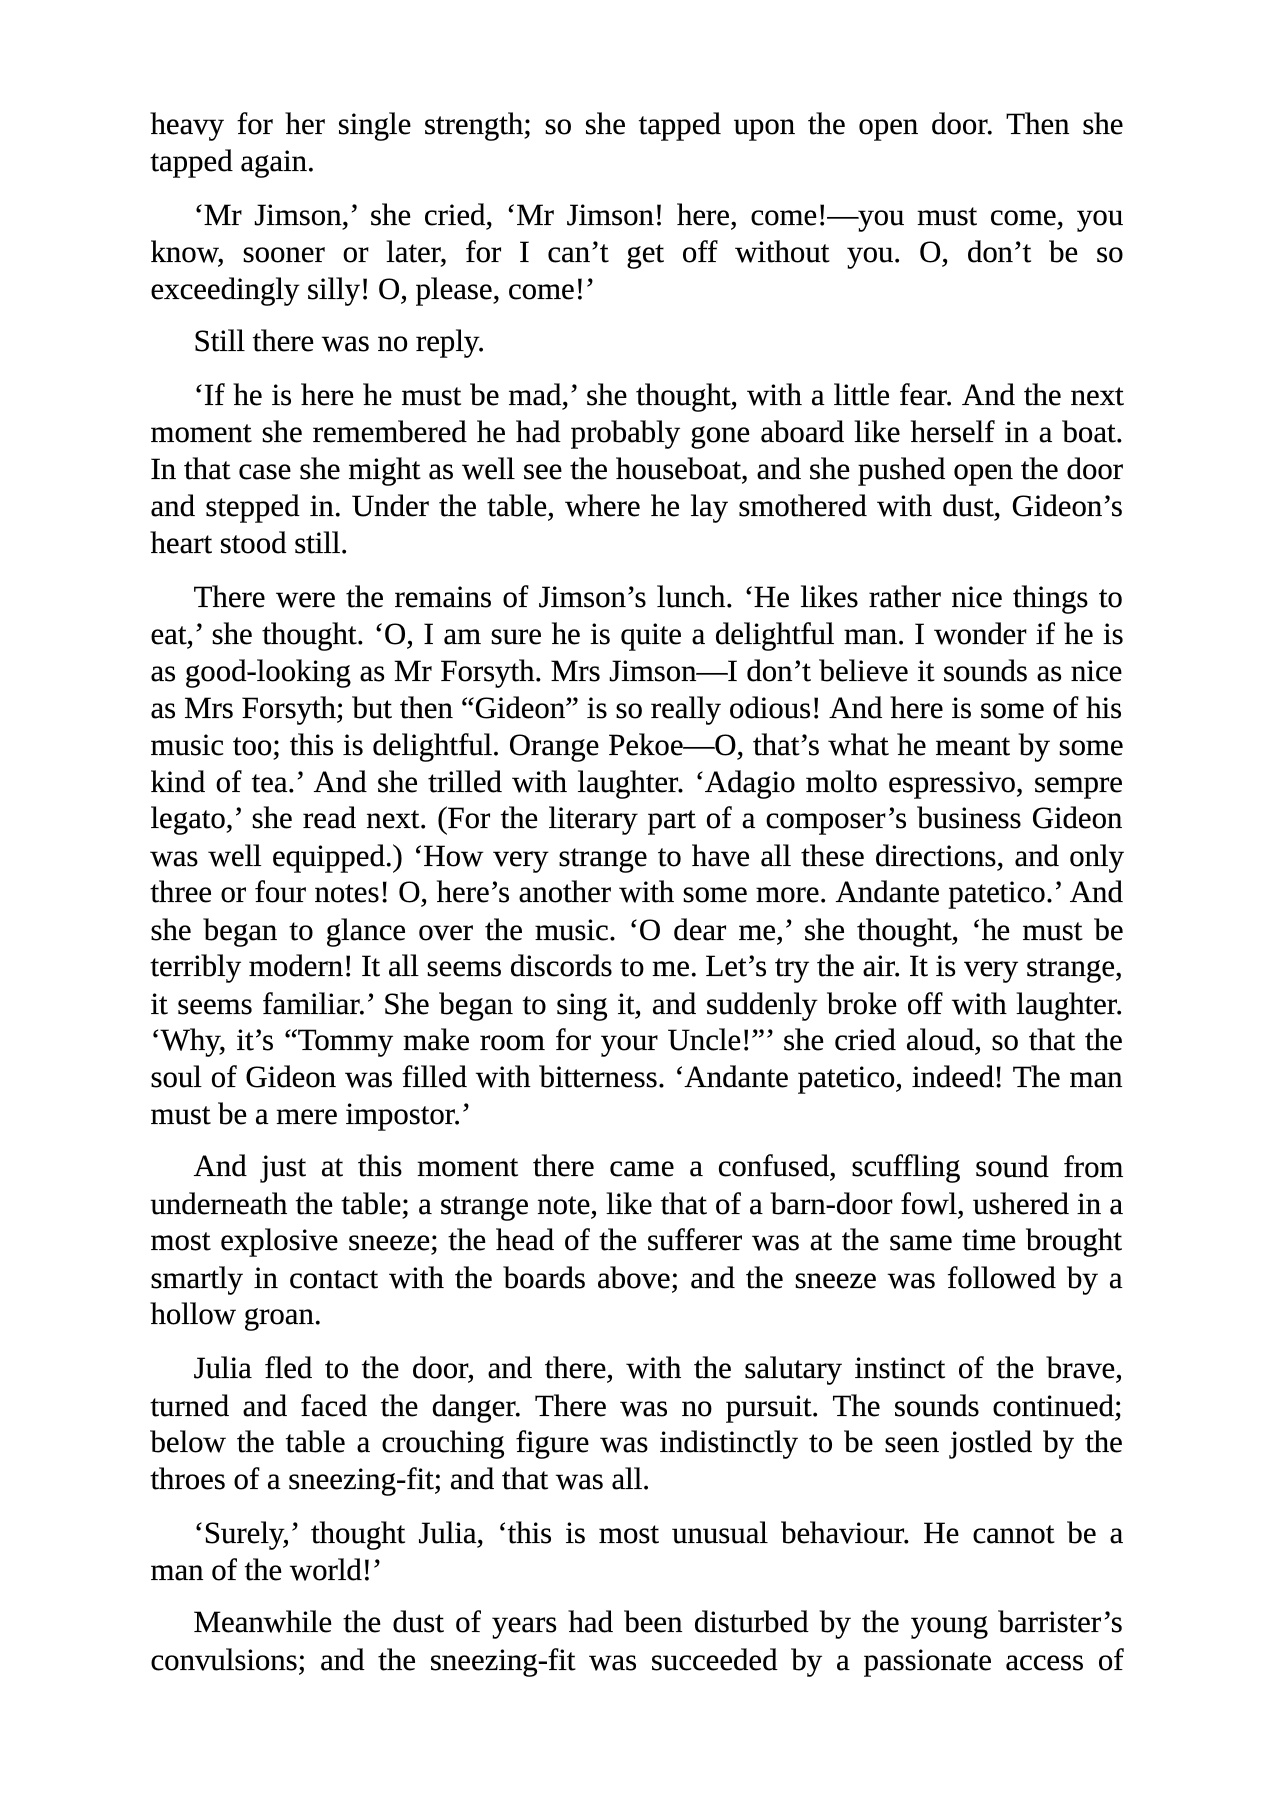 heavy for her single strength; so she tapped upon the open door. Then she
tapped again.
‘Mr Jimson,’ she cried, ‘Mr Jimson! here, come!—you must come, you
know, sooner or later, for I can’t get off without you. O, don’t be so
exceedingly silly! O, please, come!’
Still there was no reply.
‘If he is here he must be mad,’ she thought, with a little fear. And the next
moment she remembered he had probably gone aboard like herself in a boat.
In that case she might as well see the houseboat, and she pushed open the door
and stepped in. Under the table, where he lay smothered with dust, Gideon’s
heart stood still.
There were the remains of Jimson’s lunch. ‘He likes rather nice things to
eat,’ she thought. ‘O, I am sure he is quite a delightful man. I wonder if he is
as good-looking as Mr Forsyth. Mrs Jimson—I don’t believe it sounds as nice
as Mrs Forsyth; but then “Gideon” is so really odious! And here is some of his
music too; this is delightful. Orange Pekoe—O, that’s what he meant by some
kind of tea.’ And she trilled with laughter. ‘Adagio molto espressivo, sempre
legato,’ she read next. (For the literary part of a composer’s business Gideon
was well equipped.) ‘How very strange to have all these directions, and only
three or four notes! O, here’s another with some more. Andante patetico.’ And
she began to glance over the music. ‘O dear me,’ she thought, ‘he must be
terribly modern! It all seems discords to me. Let’s try the air. It is very strange,
it seems familiar.’ She began to sing it, and suddenly broke off with laughter.
‘Why, it’s “Tommy make room for your Uncle!”’ she cried aloud, so that the
soul of Gideon was filled with bitterness. ‘Andante patetico, indeed! The man
must be a mere impostor.’
And just at this moment there came a confused, scuffling sound from
underneath the table; a strange note, like that of a barn-door fowl, ushered in a
most explosive sneeze; the head of the sufferer was at the same time brought
smartly in contact with the boards above; and the sneeze was followed by a
hollow groan.
Julia fled to the door, and there, with the salutary instinct of the brave,
turned and faced the danger. There was no pursuit. The sounds continued;
below the table a crouching figure was indistinctly to be seen jostled by the
throes of a sneezing-fit; and that was all.
‘Surely,’ thought Julia, ‘this is most unusual behaviour. He cannot be a
man of the world!’
Meanwhile the dust of years had been disturbed by the young barrister’s
convulsions; and the sneezing-fit was succeeded by a passionate access of